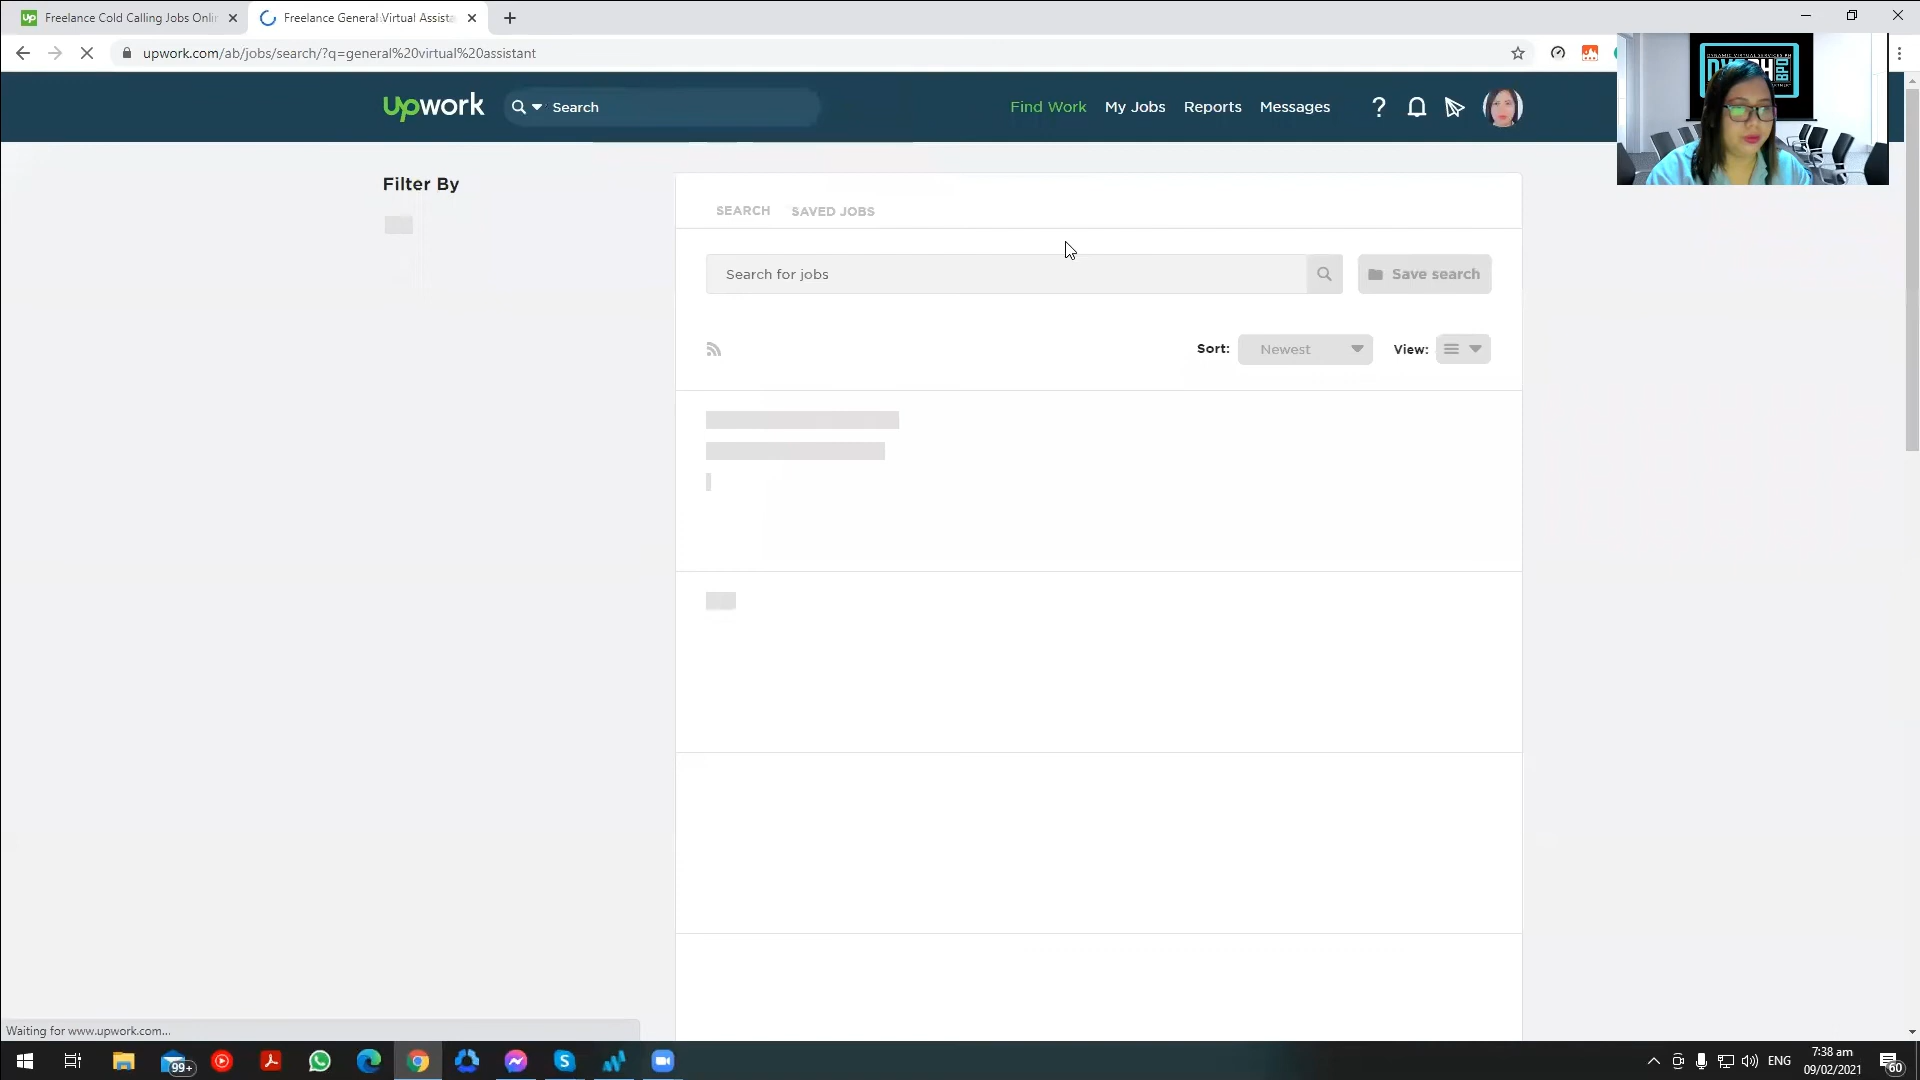 Freelance Cold Calling Jobs Onli
Freelance General Virtual Assista
upwork.com/ab/jobs/search/?q=general%20virtual%20assistant
upwork
Search
Find Work
My Jobs
Reports
Messages
Filter By
SEARCH
SAVED JOBS
Search for jobs
Save search
Sort:
Newest
View:
Waiting for www.upwork.com...
99+
ENG
7:38 am
09/02/2021
60